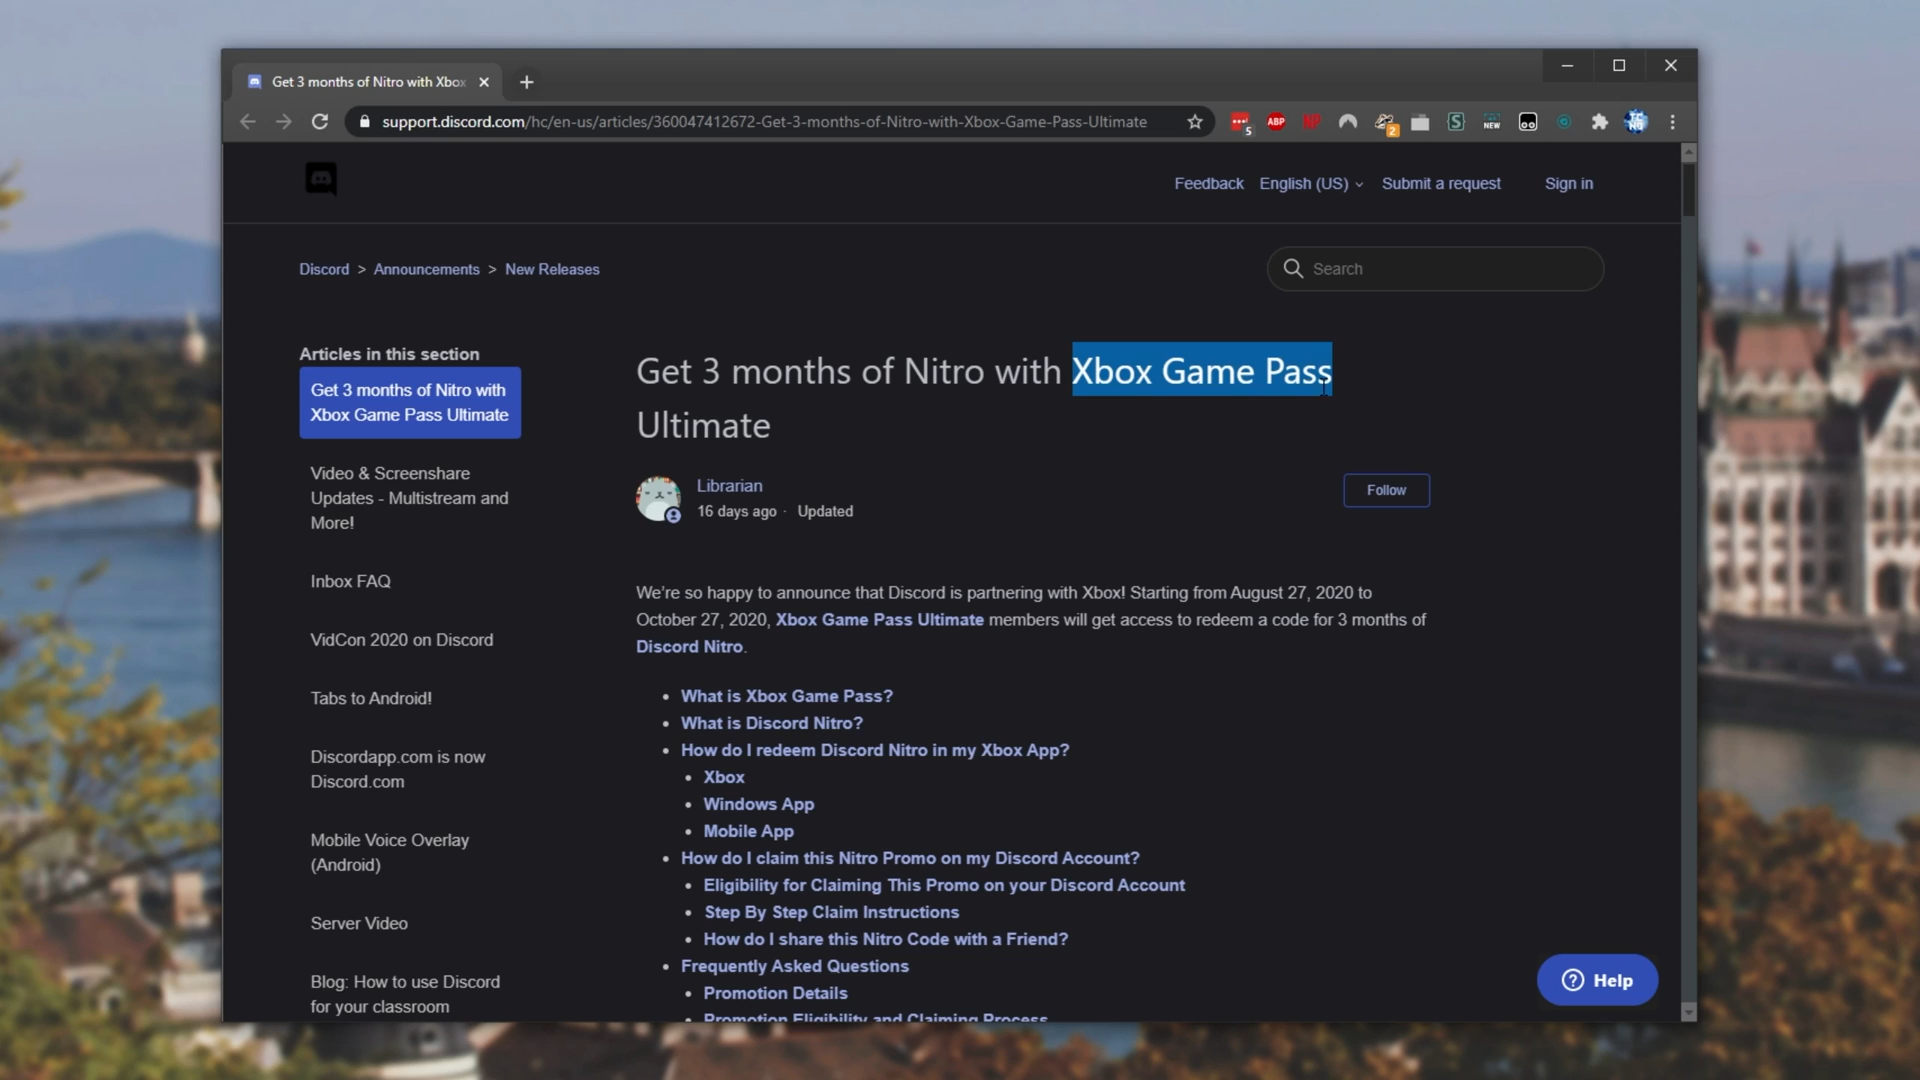 Get 3 months of Nitro with Xbox
support.discord.com/hc/en-us/articles/360047412672-Get-3-months-of-Nitro-with-Xbox-Game-Pass-Ultimate
5
ABP
2
S
NEW
Feedback
English (US)
Submit a request
Sign in
Discord > Announcements > New Releases
Search
Articles in this section
Get 3 months of Nitro with
Xbox Game Pass Ultimate
Video & Screenshare
Updates - Multistream and
More!
Inbox FAQ
VidCon 2020 on Discord
Tabs to Android!
Discordapp.com is now
Discord.com
Mobile Voice Overlay
(Android)
Server Video
Blog: How to use Discord
for your classroom
Get 3 months of Nitro with Xbox Game Pass
Ultimate
Librarian
16 days ago · Updated
Follow
We're so happy to announce that Discord is partnering with Xbox! Starting from August 27, 2020 to
October 27, 2020, Xbox Game Pass Ultimate members will get access to redeem a code for 3 months of
Discord Nitro.
• What is Xbox Game Pass?
• What is Discord Nitro?
• How do I redeem Discord Nitro in my Xbox App?
• Xbox
• Windows App
• Mobile App
• How do I claim this Nitro Promo on my Discord Account?
• Eligibility for Claiming This Promo on your Discord Account
• Step By Step Claim Instructions
• How do I share this Nitro Code with a Friend?
• Frequently Asked Questions
• Promotion Details
• Promotion Eligibility and Claiming Process
Help